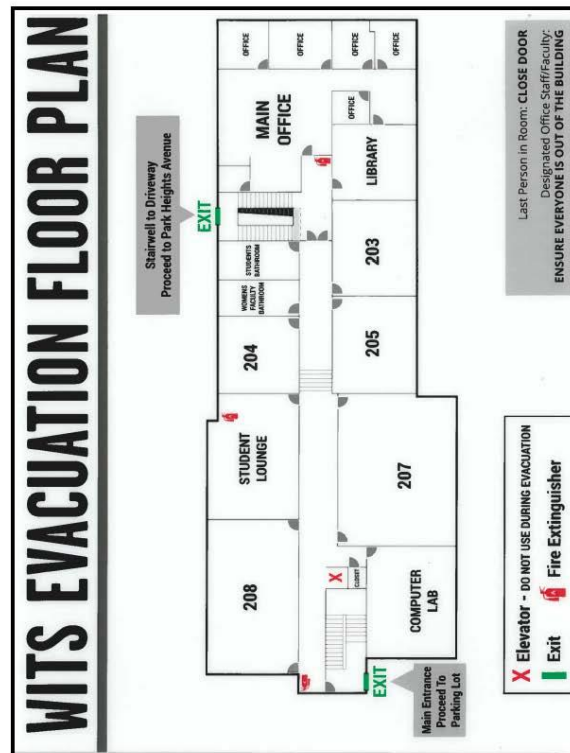 WITS EVACUATION FLOOR PLAN
Stairwell to Driveway
Proceed to Park Heights Avenue
EXIT
OFFICE
OFFICE
OFFICE
OFFICE
MAIN
OFFICE
OFFICE
LIBRARY
STUDENTS
BATHROOM
WOMENS
FACULTY
BATHROOM
203
204
205
STUDENT
LOUNGE
207
208
X
CLOSET
COMPUTER
LAB
EXIT
Main Entrance
Proceed To
Parking Lot
Last Person in Room: CLOSE DOOR
Designated Office Staff/Faculty:
ENSURE EVERYONE IS OUT OF THE BUILDING
X Elevator - DO NOT USE DURING EVACUATION
Exit
Fire Extinguisher